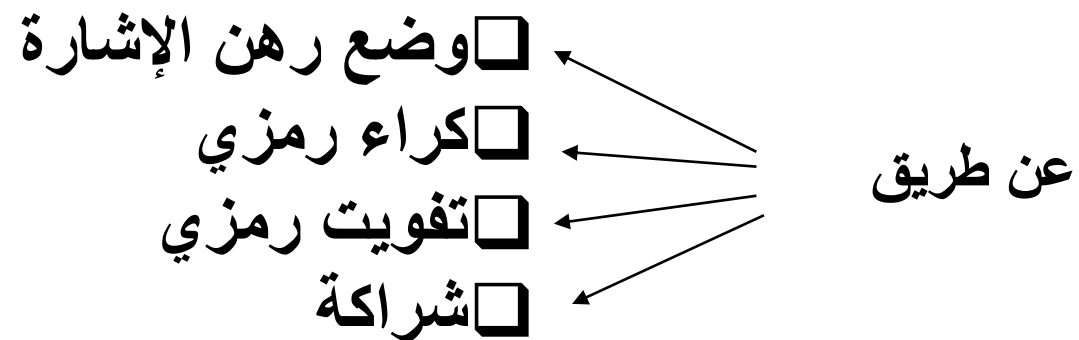 عن طريق
❑وضع رهن الإشارة
❑كراء رمزي
❑تفويت رمزي
❑شراكة